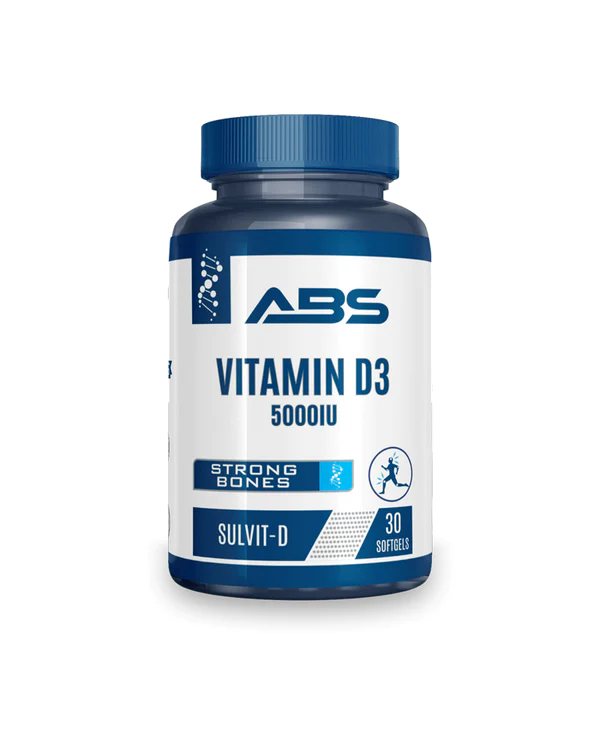 ABS
VITAMIN D3
5000IU
STRONG
BONES
SULVIT-D
30
SOFTGELS